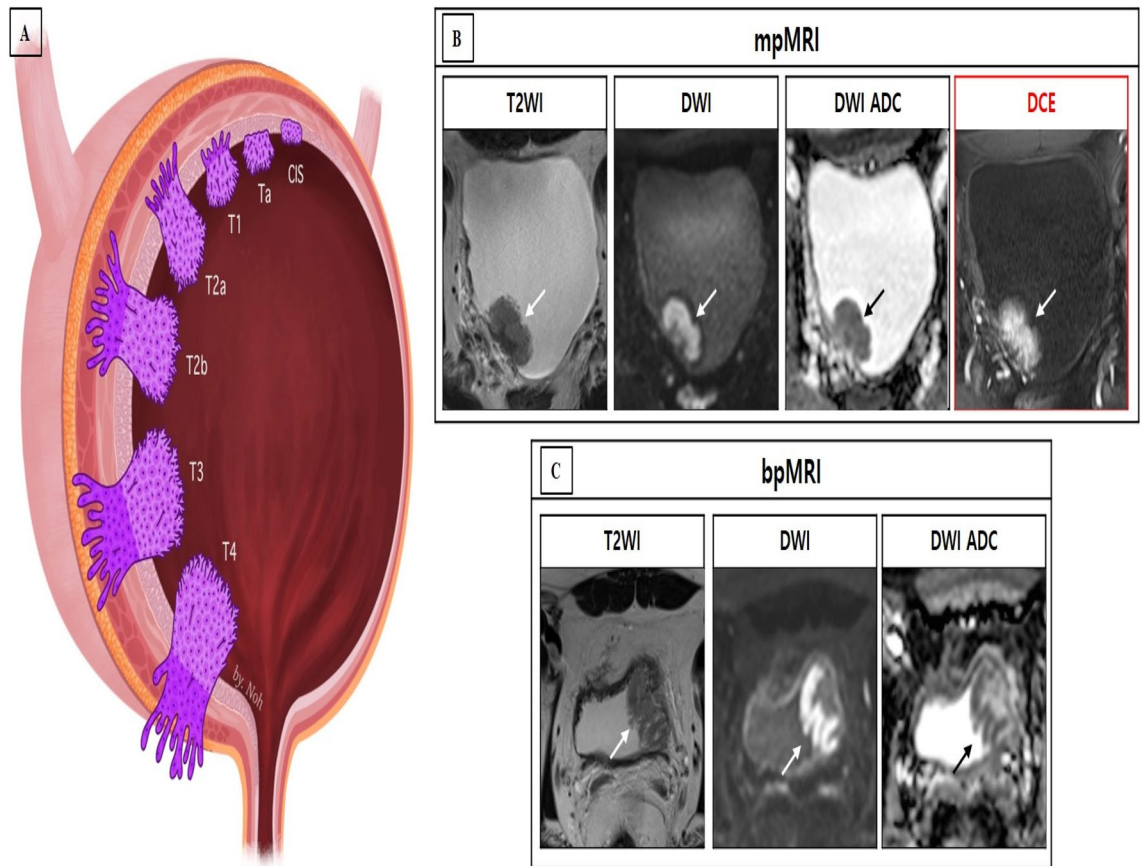 A
CIS
Ta
T1
T2a
T2b
T3
T4
by: Noh
B
mpMRI
T2WI
DWI
DWI ADC
DCE
C
bpMRI
T2WI
DWI
DWI ADC